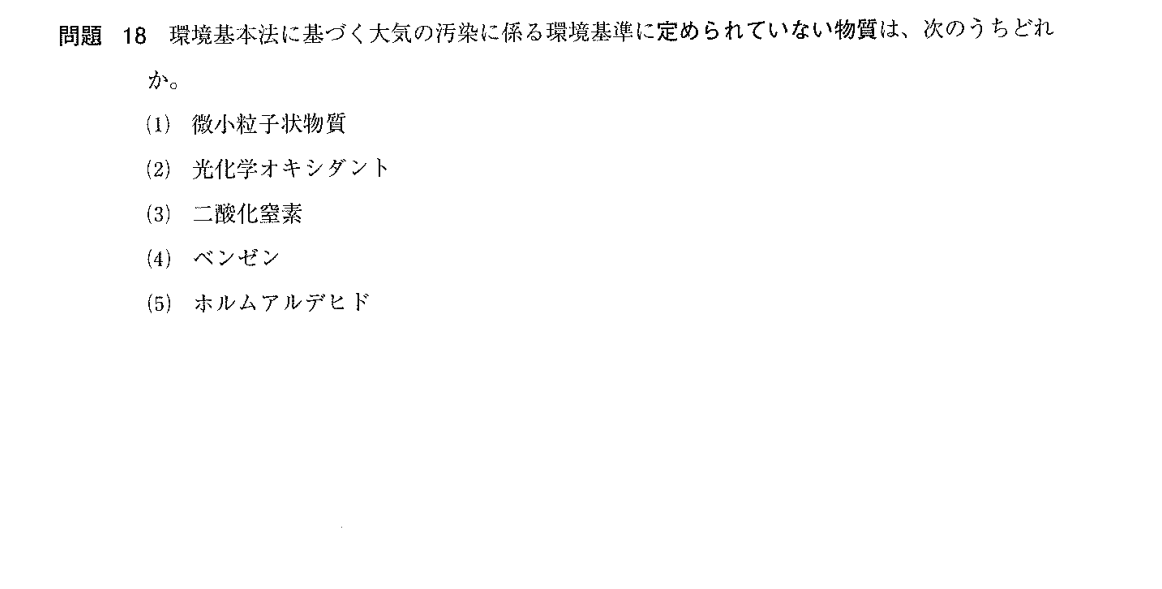 問題 18 環境基本法に基づく大気の汚染に係る環境基準に定められていない物質は、次のうちどれ
か。
(1) 微小粒子状物質
(2) 光化学オキシダント
(3) 二酸化窒素
(4) ベンゼン
(5) ホルムアルデヒド